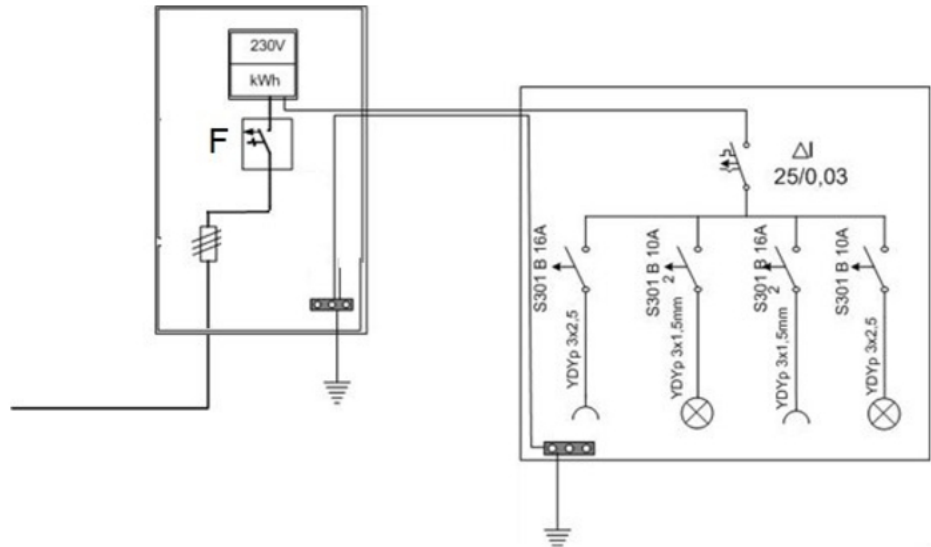 230V
kWh
F
ΔI
25/0,03
S301 B 16A
YDYp 3x2,5
S301 B 10A
2
YDYp 3x1,5mm
S301 B 16A
2
YDYp 3x1,5mm
S301 B 10A
YDYp 3x2,5